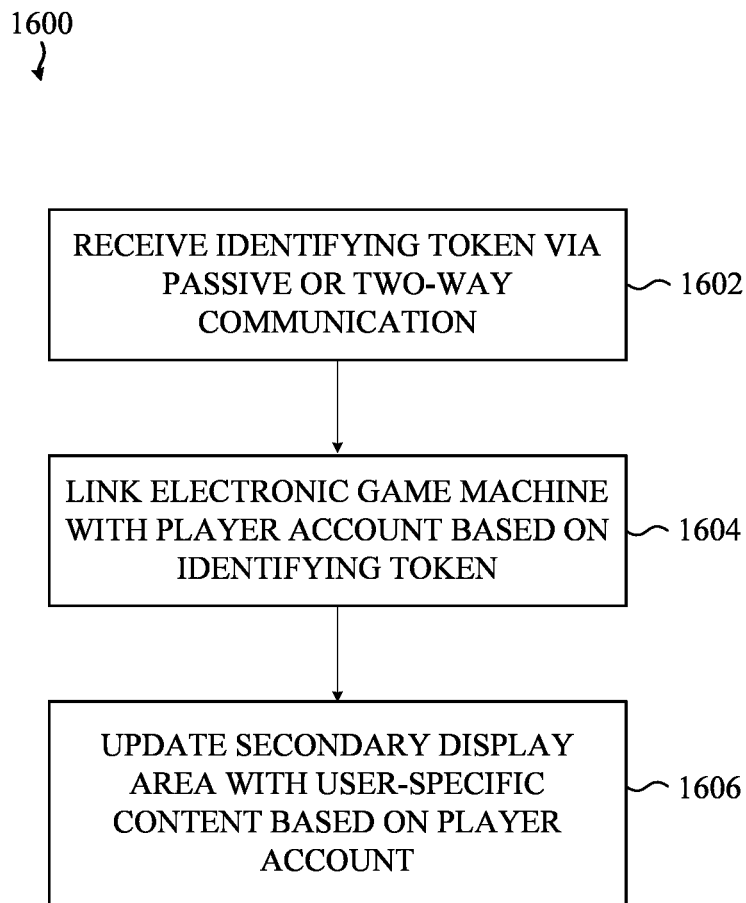 1600
RECEIVE IDENTIFYING TOKEN VIA
PASSIVE OR TWO-WAY
COMMUNICATION
1602
LINK ELECTRONIC GAME MACHINE
WITH PLAYER ACCOUNT BASED ON
IDENTIFYING TOKEN
1604
UPDATE SECONDARY DISPLAY
AREA WITH USER-SPECIFIC
CONTENT BASED ON PLAYER
ACCOUNT
1606